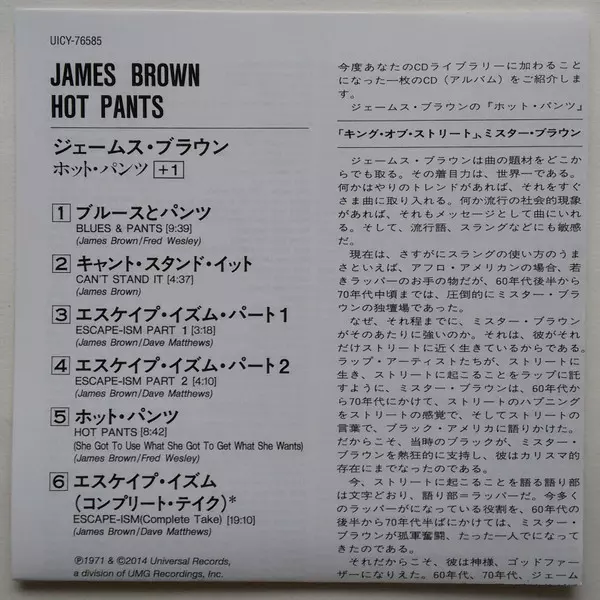 UICY-76585
JAMES BROWN
HOT PANTS
ジェームス・ブラウン
ホット・パンツ +1
1 ブルースとパンツ
BLUES & PANTS [9:39]
(James Brown/Fred Wesley)
2 キャント・スタンド・イット
CAN'T STAND IT [4:37]
(James Brown)
3 エスケイプ・イズム・パート1
ESCAPE-ISM PART 1 [3:18]
(James Brown/Dave Matthews)
4 エスケイプ・イズム・パート2
ESCAPE-ISM PART 2 [4:10]
(James Brown/Dave Matthews)
5 ホット・パンツ
HOT PANTS [8:42]
(She Got To Use What She Got To Get What She Wants)
(James Brown/Fred Wesley)
6 エスケイプ・イズム
(コンプリート・テイク)*
ESCAPE-ISM(Complete Take) [19:10]
(James Brown/Dave Matthews)
℗1971 & ©2014 Universal Records,
a division of UMG Recordings, Inc.
今度あなたのCDライブラリーに加わること
になった一枚のCD（アルバム）をご紹介しま
す。
ジェームス・ブラウンの『ホット・パンツ』
「キング・オブ・ストリート」、ミスター・ブラウン
ジェームス・ブラウンは曲の題材をどこか
らでも取る。その着目力は、世界一である。
何かはやりのトレンドがあれば、それをすぐ
さま曲に取り入れる。何か流行の社会的現象
があれば、それもメッセージとして曲にいれ
る。そして、流行語、スラングなどにも敏感
だ。
現在は、さすがにスラングの使い方のうま
さといえば、アフロ・アメリカンの場合、若
きラッパーのお手の物だが、60年代後半から
70年代中頃までは、圧倒的にミスター・ブラウ
ンの独壇場であった。
なぜ、それ程までに、ミスター・ブラウン
がそのあたりに強いのか。それは、彼がそれ
だけストリートに近く生きているからである。
ラップ・アーティストたちが、ストリートに
生き、ストリートに起こることをラップに託
すように、ミスター・ブラウンは、60年代か
ら70年代にかけて、ストリートのハプニング
をストリートの感覚で、そしてストリートの
言葉で、ブラック・アメリカに語りかけた。
だからこそ、当時のブラックが、ミスター・
ブラウンを熱狂的に支持し、彼はカリスマ的
存在にまでなったのである。
今、ストリートに起こることを語る語り部
は文字どおり、語り部＝ラッパーだ。今多く
のラッパーがになっている役割を、60年代の
後半から70年代半ばにかけては、ミスター・
ブラウンが孤軍奮闘、たった一人でになって
きたのである。
それだからこそ、彼は神様、ゴッドファー
ザーになりえた。60年代、70年代、ジェーム